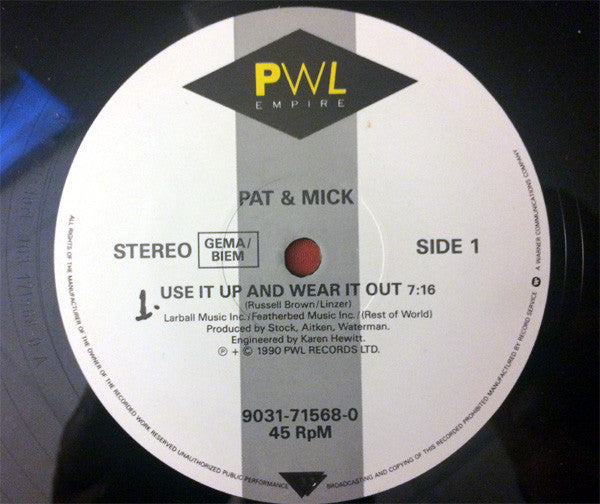 PWL
EMPIRE
PAT & MICK
STEREO
GEMA/
BIEM
SIDE 1
1.
USE IT UP AND WEAR IT OUT 7:16
(Russell Brown/Linzer)
Larball Music Inc./Featherbed Music Inc./(Rest of World)
Produced by Stock, Aitken, Waterman.
Engineered by Karen Hewitt.
℗ + © 1990 PWL RECORDS LTD.
9031-71568-0
45 RpM
ALL RIGHTS OF THE MANUFACTURER OF THE OWNER OF THE RECORDED WORK RESERVED UNAUTHORIZED PUBLIC PERFORMANCE BROADCASTING AND COPYING OF THIS RECORD PROHIBITED MANUFACTURED BY RECORD SERVICE A WARNER COMMUNICATIONS COMPANY